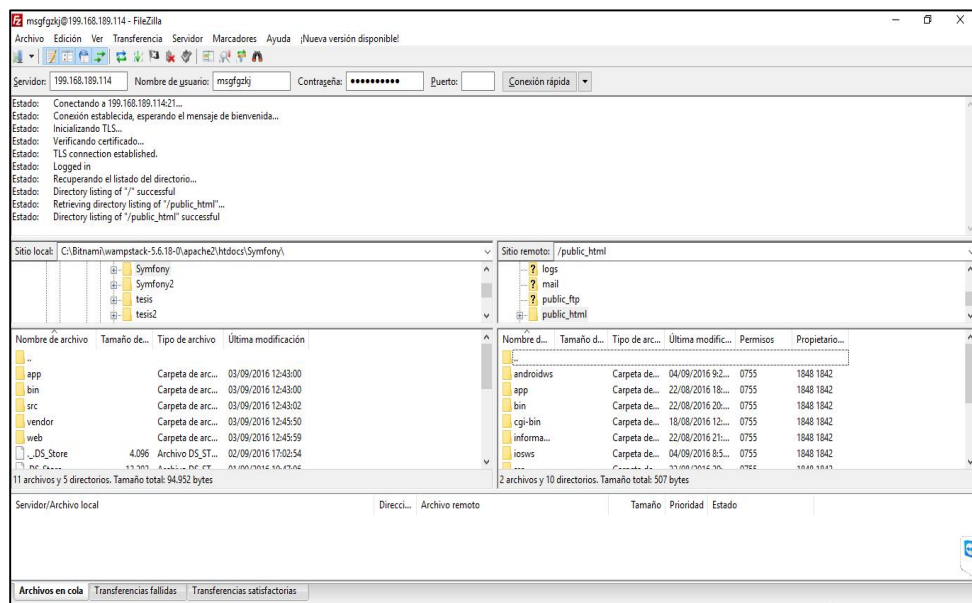 msgfgzkj@199.168.189.114 - FileZilla
Archivo Edición Ver Transferencia Servidor Marcadores Ayuda ¡Nueva versión disponible!
Servidor: 199.168.189.114 Nombre de usuario: msgfgzkj Contraseña: ●●●●●●●●●● Puerto: Conexión rápida
Estado: Conectando a 199.168.189.114:21...
Estado: Conexión establecida, esperando el mensaje de bienvenida...
Estado: Inicializando TLS...
Estado: Verificando certificado...
Estado: TLS connection established.
Estado: Logged in
Estado: Recuperando el listado del directorio...
Estado: Directory listing of "/" successful
Estado: Retrieving directory listing of "/public_html"...
Estado: Directory listing of "/public_html" successful
Sitio local: C:\Bitnami\wampstack-5.6.18-0\apache2\htdocs\Symfony\
Symfony
Symfony2
tesis
tesis2
Nombre de archivo Tamaño de... Tipo de archivo Última modificación
..
app Carpeta de arc... 03/09/2016 12:43:00
bin Carpeta de arc... 03/09/2016 12:43:00
src Carpeta de arc... 03/09/2016 12:43:02
vendor Carpeta de arc... 03/09/2016 12:45:50
web Carpeta de arc... 03/09/2016 12:45:59
._.DS_Store 4.096 Archivo DS_ST... 02/09/2016 17:02:54
11 archivos y 5 directorios. Tamaño total: 94.952 bytes
Sitio remoto: /public_html
? logs
? mail
? public_ftp
public_html
Nombre d... Tamaño d... Tipo de arc... Última modific... Permisos Propietario...
..
androidws Carpeta de... 04/09/2016 9:2... 0755 1848 1842
app Carpeta de... 22/08/2016 18:... 0755 1848 1842
bin Carpeta de... 22/08/2016 20:... 0755 1848 1842
cgi-bin Carpeta de... 18/08/2016 12:... 0755 1848 1842
informa... Carpeta de... 22/08/2016 21:... 0755 1848 1842
iosws Carpeta de... 04/09/2016 8:5... 0755 1848 1842
2 archivos y 10 directorios. Tamaño total: 507 bytes
Servidor/Archivo local Direcci... Archivo remoto Tamaño Prioridad Estado
Archivos en cola Transferencias fallidas Transferencias satisfactorias